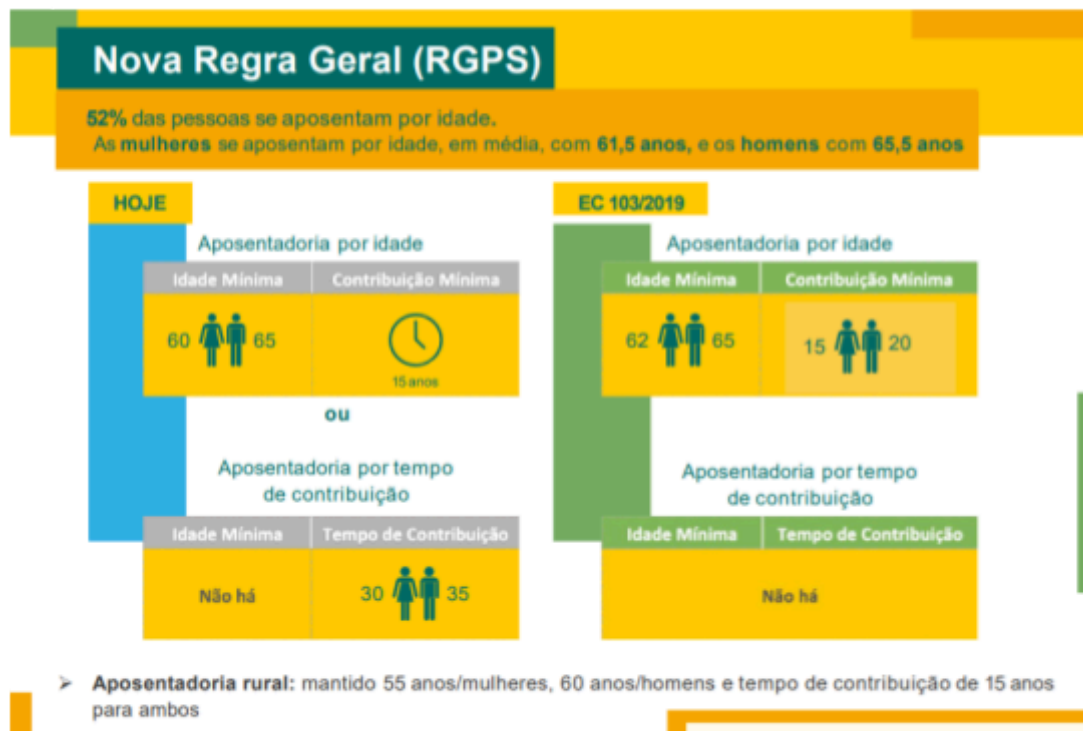 Nova Regra Geral (RGPS)
52% das pessoas se aposentam por idade.
As mulheres se aposentam por idade, em média, com 61,5 anos, e os homens com 65,5 anos
HOJE
Aposentadoria por idade
Idade Mínima Contribuição Mínima
60 65
15 anos
ou
Aposentadoria por tempo
de contribuição
Idade Mínima Tempo de Contribuição
Não há 30 35
EC 103/2019
Aposentadoria por idade
Idade Mínima Contribuição Mínima
62 65 15 20
Aposentadoria por tempo
de contribuição
Idade Mínima Tempo de Contribuição
Não há
➢ Aposentadoria rural: mantido 55 anos/mulheres, 60 anos/homens e tempo de contribuição de 15 anos
para ambos